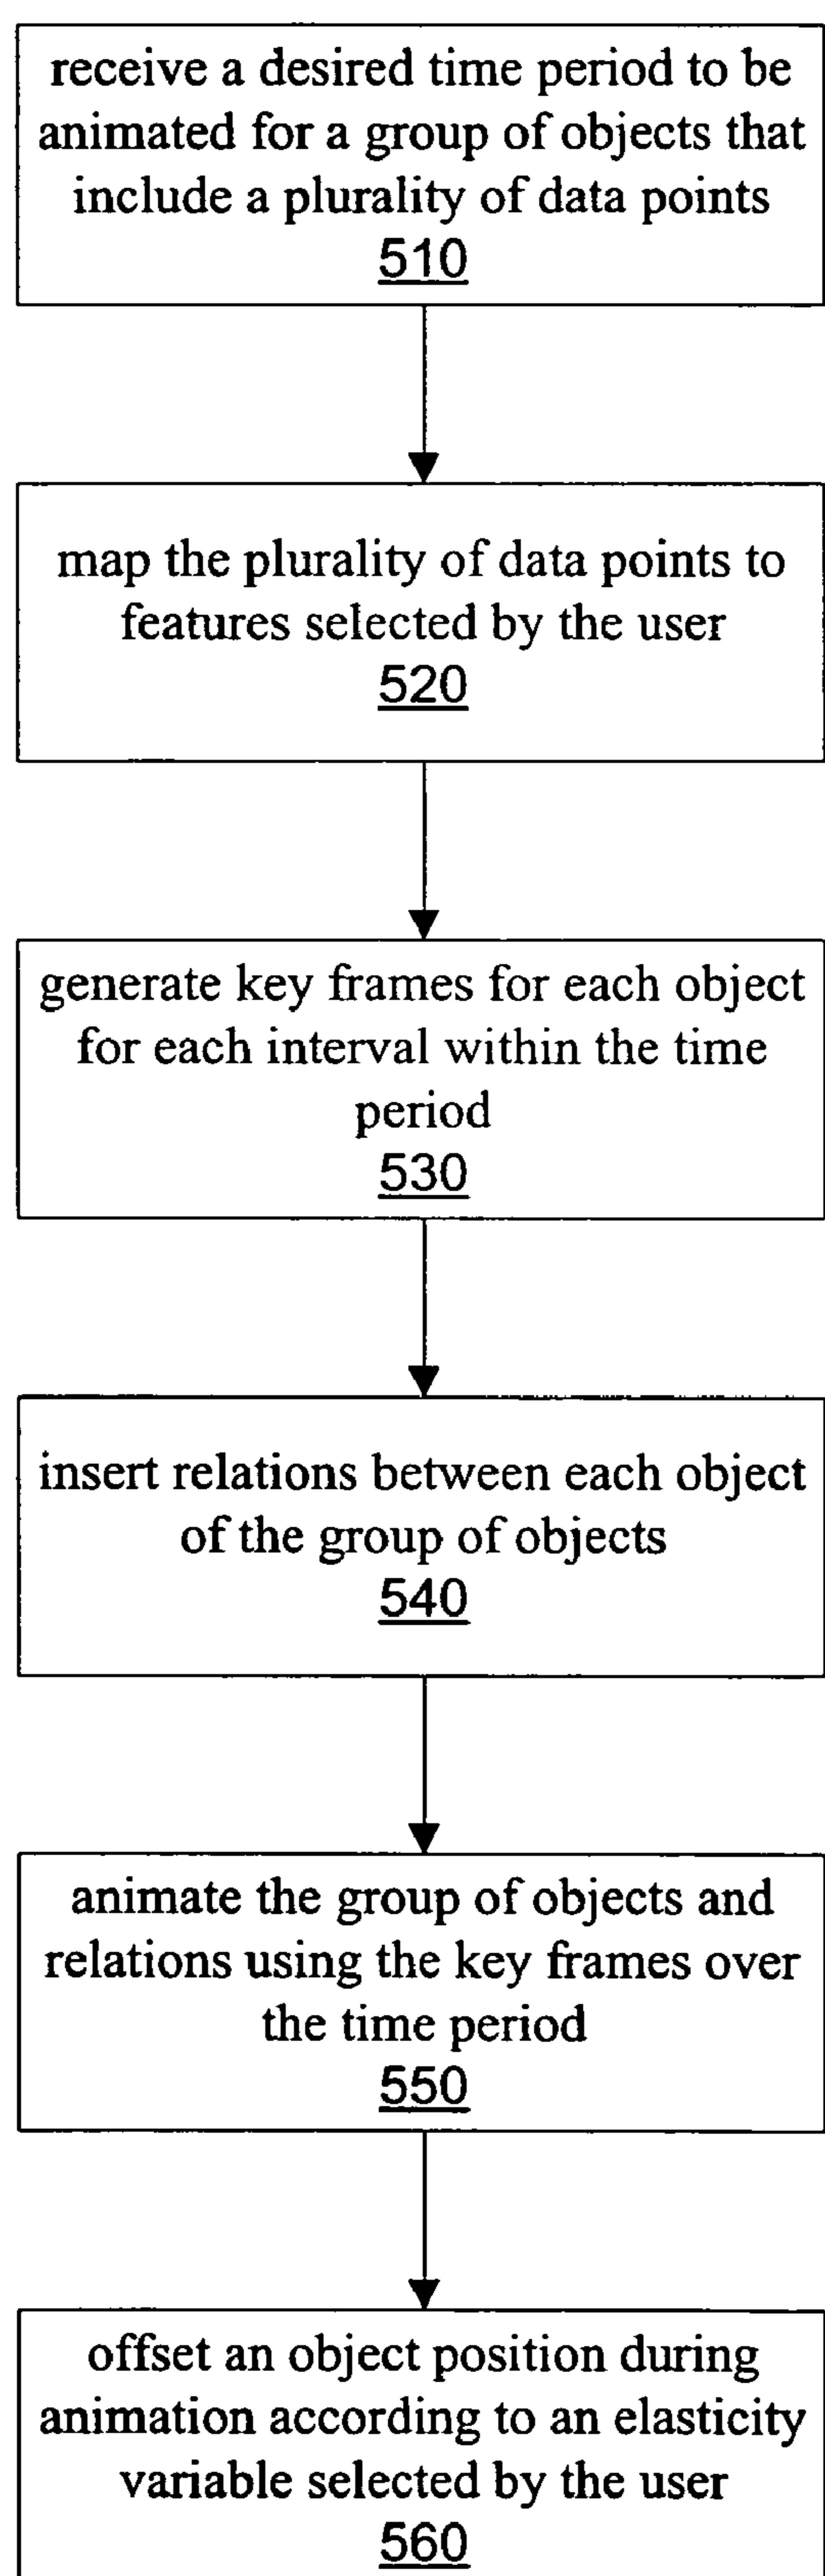 receive a desired time period to be
animated for a group of objects that
include a plurality of data points
510
map the plurality of data points to
features selected by the user
520
generate key frames for each object
for each interval within the time
period
530
insert relations between each object
of the group of objects
540
animate the group of objects and
relations using the key frames over
the time period
550
offset an object position during
animation according to an elasticity
variable selected by the user
560